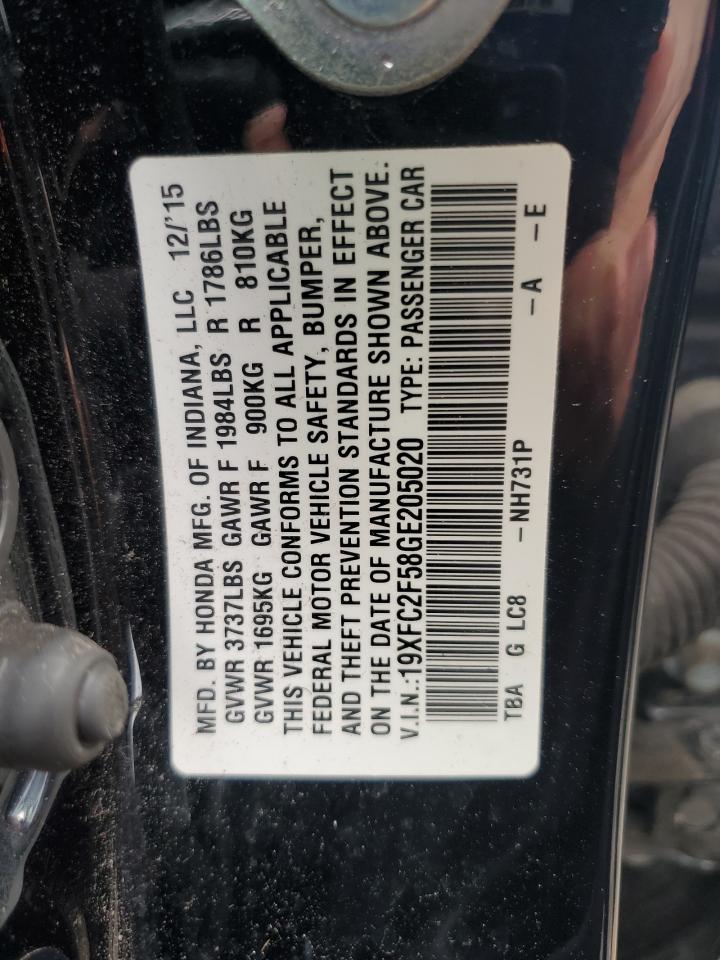 MFD. BY HONDA MFG. OF INDIANA, LLC 12/'15
GVWR 3737LBS GAWR F 1984LBS R 1786LBS
GVWR 1695KG GAWR F 900KG R 810KG
THIS VEHICLE CONFORMS TO ALL APPLICABLE
FEDERAL MOTOR VEHICLE SAFETY, BUMPER,
AND THEFT PREVENTION STANDARDS IN EFFECT
ON THE DATE OF MANUFACTURE SHOWN ABOVE.
V.I.N.:19XFC2F58GE205020 TYPE: PASSENGER CAR
TBA G LC8 -NH731P -A -E